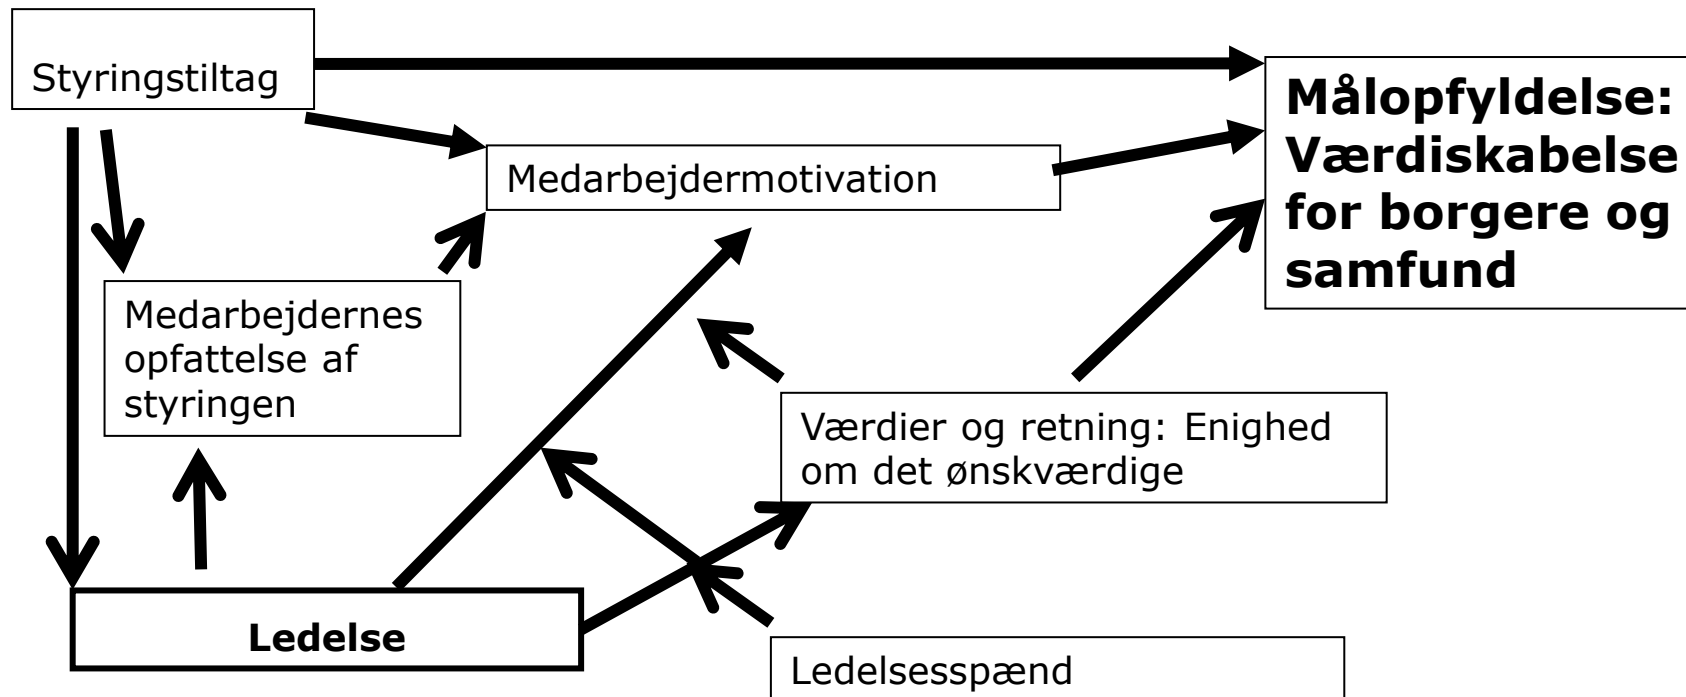 Styringstiltag
Målopfyldelse:
Værdiskabelse
for borgere og
samfund
Medarbejdermotivation
Medarbejdernes
opfattelse af
styringen
Værdier og retning: Enighed
om det ønskværdige
Ledelse
Ledelsesspænd